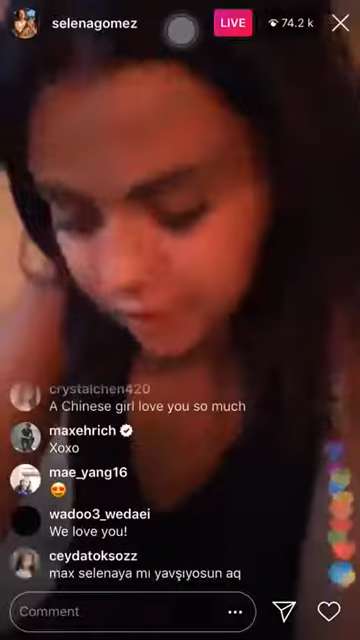 selenagomez LIVE 74.2 k
crystalchen420
A Chinese girl love you so much
maxehrich
Xoxo
mae_yang16
😍
wadoo3_wedaei
We love you!
ceydatoksozz
max selenaya mı yavşıyosun aq
Comment